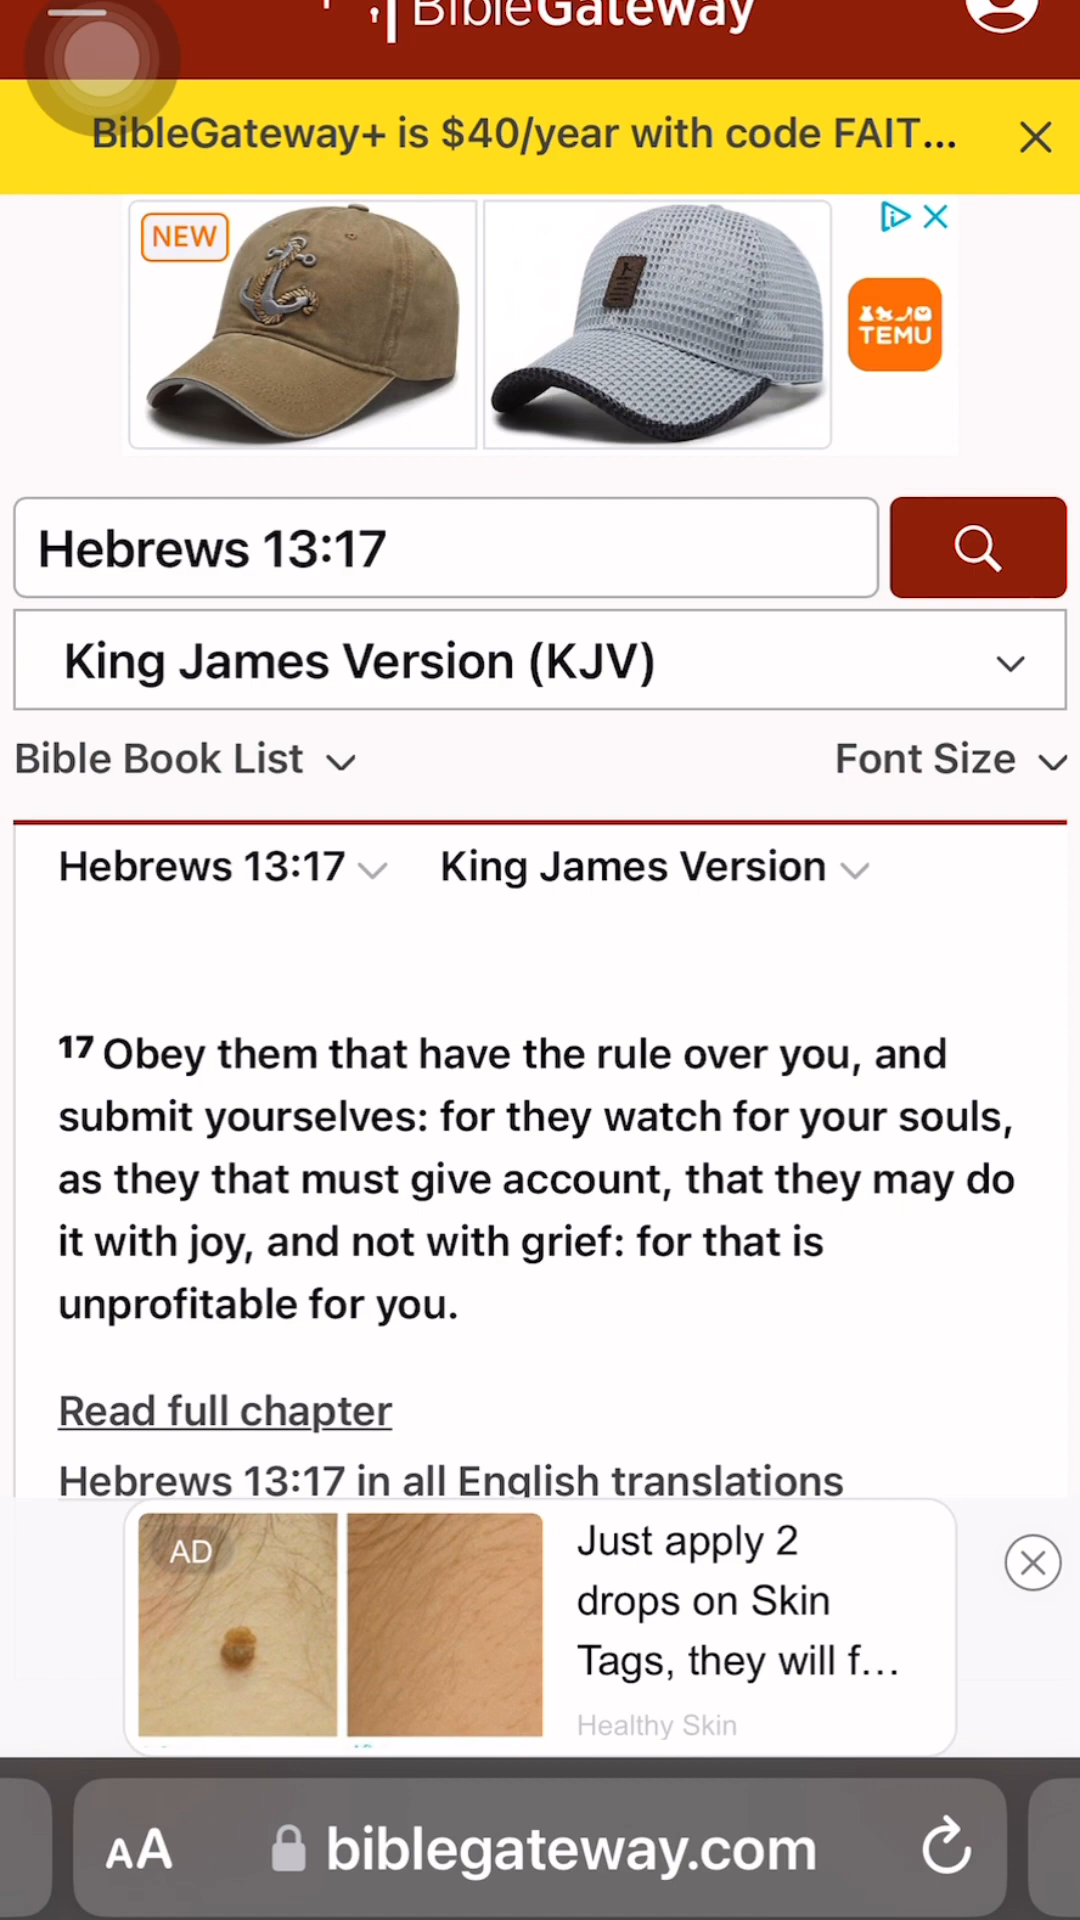 BibleGateway
BibleGateway+ is $40/year with code FAIT...
NEW
TEMU
Hebrews 13:17
King James Version (KJV)
Bible Book List
Font Size
Hebrews 13:17
King James Version
17 Obey them that have the rule over you, and
submit yourselves: for they watch for your souls,
as they that must give account, that they may do
it with joy, and not with grief: for that is
unprofitable for you.
Read full chapter
Hebrews 13:17 in all English translations
AD
Just apply 2
drops on Skin
Tags, they will f...
Healthy Skin
AA
biblegateway.com